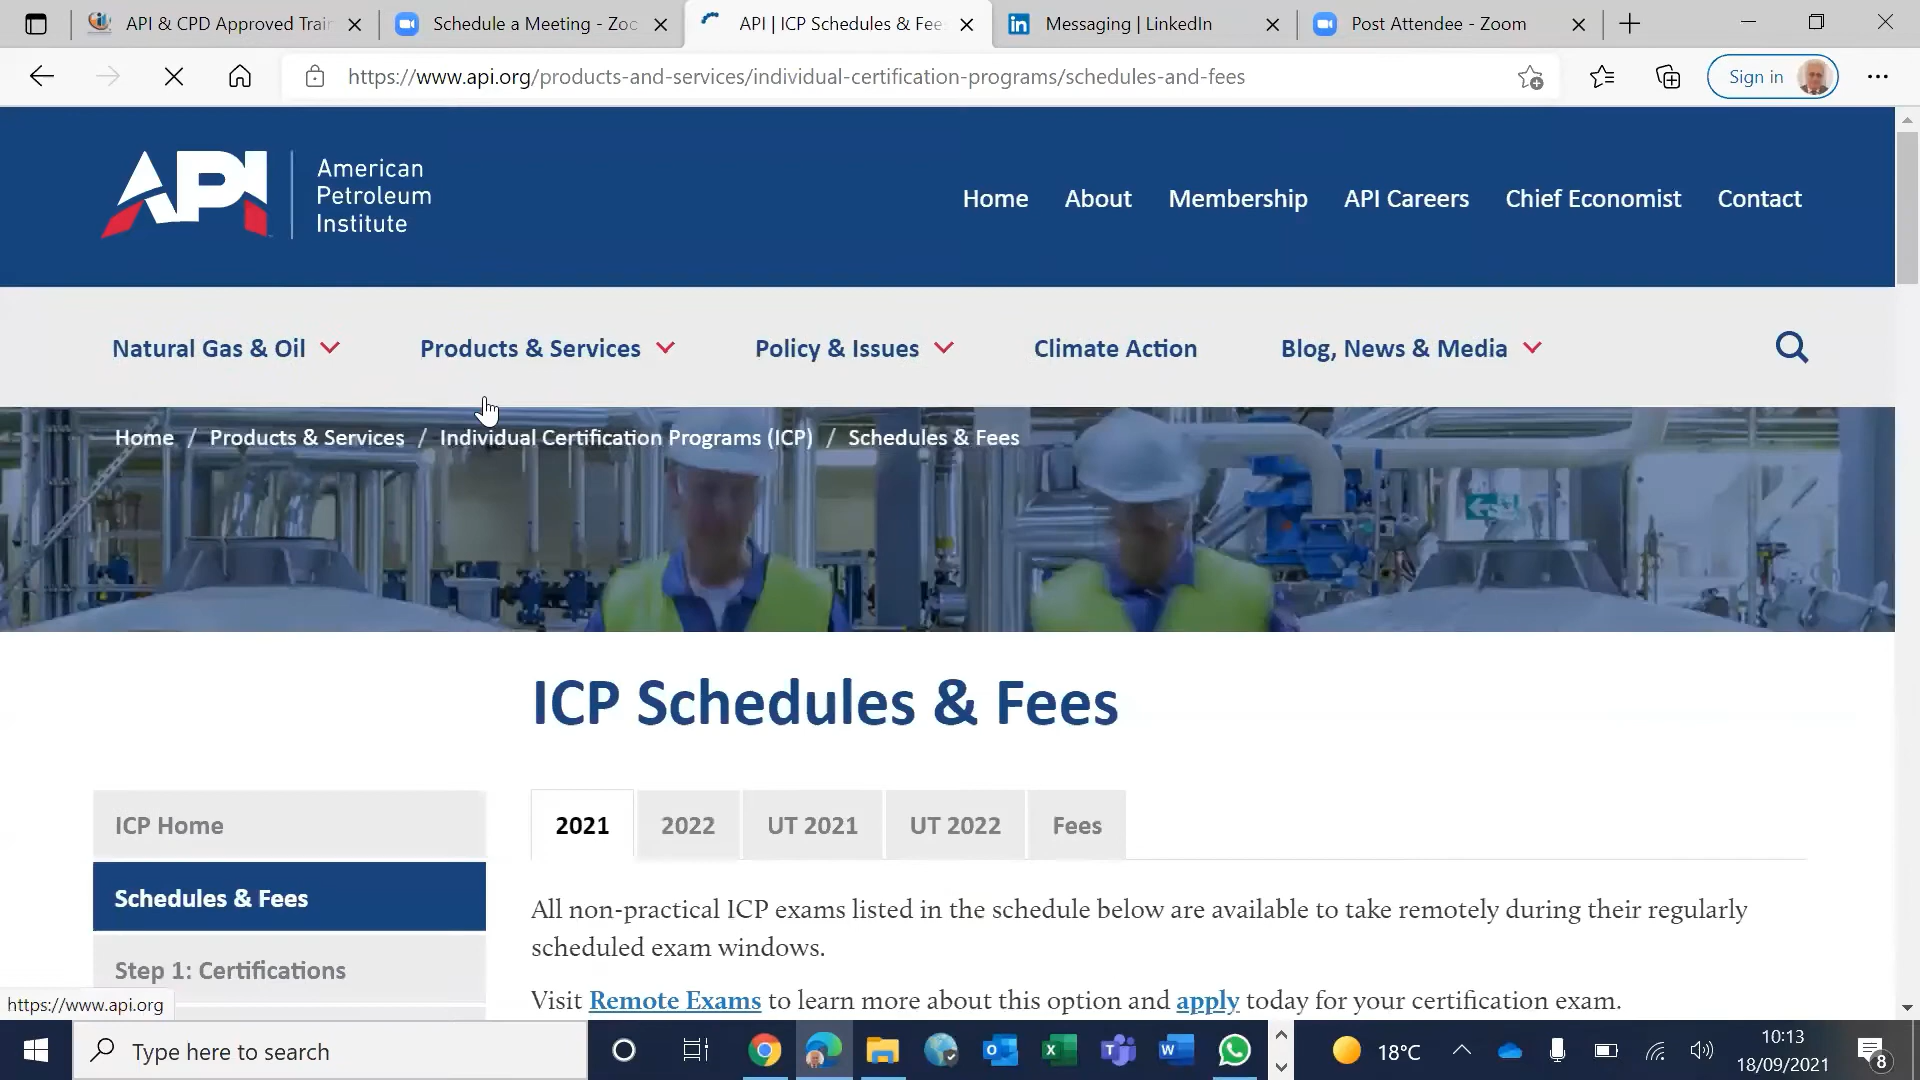 API & CPD Approved Trair
Schedule a Meeting - Zoo
API | ICP Schedules & Fee
Messaging | LinkedIn
Post Attendee - Zoom
https://www.api.org/products-and-services/individual-certification-programs/schedules-and-fees
Sign in
API
American
Petroleum
Institute
Home
About
Membership
API Careers
Chief Economist
Contact
Natural Gas & Oil
Products & Services
Policy & Issues
Climate Action
Blog, News & Media
Home / Products & Services / Individual Certification Programs (ICP) / Schedules & Fees
ICP Schedules & Fees
ICP Home
Schedules & Fees
Step 1: Certifications
2021
2022
UT 2021
UT 2022
Fees
All non-practical ICP exams listed in the schedule below are available to take remotely during their regularly
scheduled exam windows.
Visit Remote Exams to learn more about this option and apply today for your certification exam.
https://www.api.org
Type here to search
18°C
10:13
18/09/2021
8